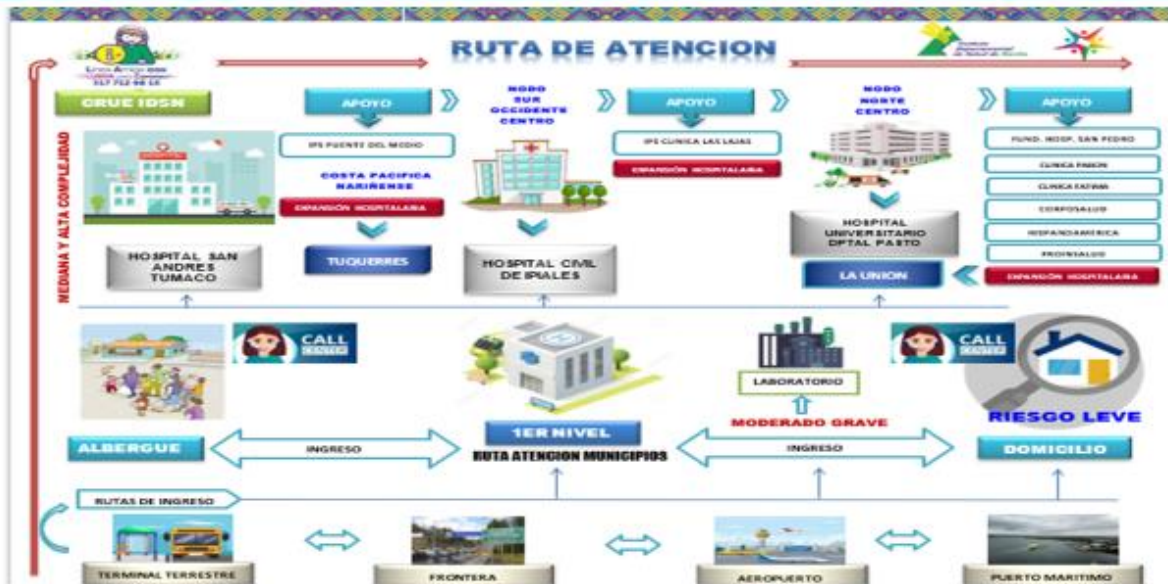 RUTA DE ATENCION
CRUE IDSN
APOYO
NODO
SUR
OCCIDENTE
CENTRO
APOYO
NODO
NORTE
CENTRO
APOYO
MEDIANA Y ALTA COMPLEJIDAD
HOSPITAL
IPS PUENTE DEL MEDIO
IPS CLINICA LAS LAJAS
FUND. HOSP. SAN PEDRO
CLINICA PABON
CLINICA FATIMA
CORPOSALUD
HISPANOAMERICA
PROINSALUD
EXPANSIÓN HOSPITALARIA
COSTA PACIFICA
NARIÑENSE
EXPANSIÓN HOSPITALARIA
EXPANSIÓN HOSPITALARIA
HOSPITAL SAN
ANDRES
TUMACO
TUQUERRES
HOSPITAL CIVIL
DE IPIALES
HOSPITAL
UNIVERSITARIO
DPTAL PASTO
LA UNION
CALL
CENTER
CALL
CENTER
LABORATORIO
MODERADO GRAVE
RIESGO LEVE
ALBERGUE
INGRESO
1ER NIVEL
RUTA ATENCION MUNICIPIOS
INGRESO
DOMICILIO
RUTAS DE INGRESO
TERMINAL TERRESTRE
FRONTERA
AEROPUERTO
PUERTO MARITIMO